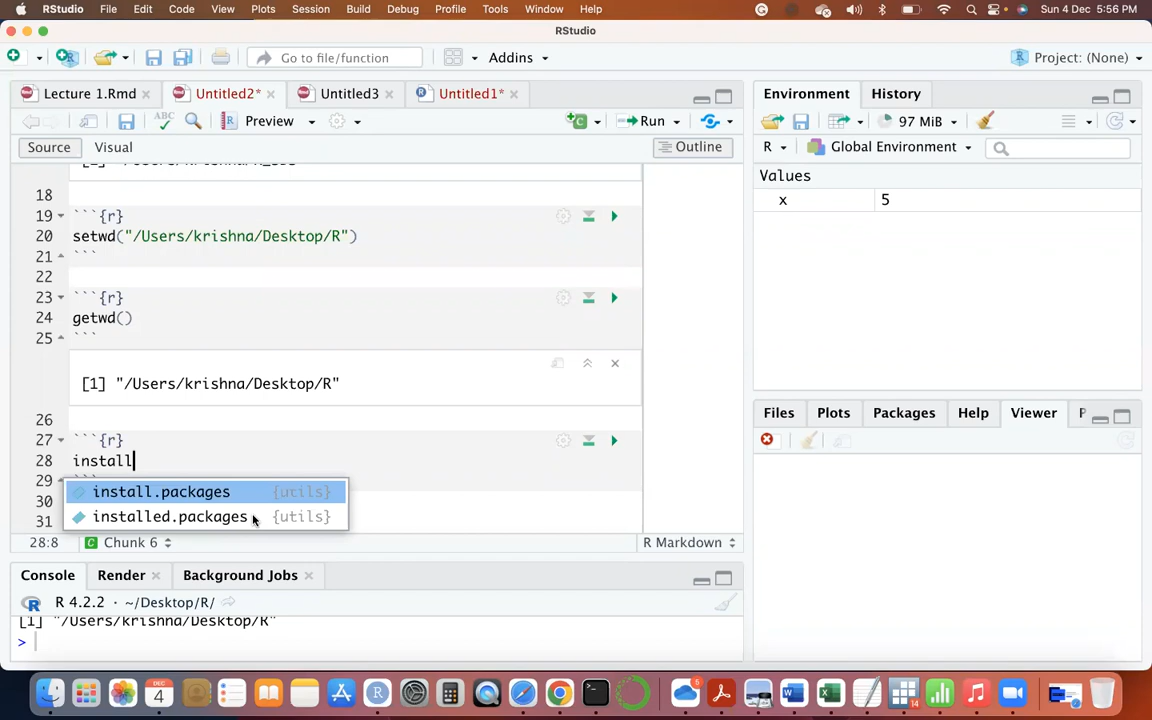 RStudio File Edit Code View Plots Session Build Debug Profile Tools Window Help Sun 4 Dec 5:56 PM
RStudio
Go to file/function Addins Project: (None)
Lecture 1.Rmd Untitled2* Untitled3 Untitled1*
Environment History
ABC Preview Run
97 MiB
Source Visual Outline
R Global Environment
Values
x 5
18
19 ```{r}
20 setwd("/Users/krishna/Desktop/R")
21 ```
22
23 ```{r}
24 getwd()
25 ```
[1] "/Users/krishna/Desktop/R"
26
27 ```{r}
28 install
29
30
31
install.packages {utils}
installed.packages {utils}
28:8 Chunk 6 R Markdown
Files Plots Packages Help Viewer P
Console Render Background Jobs
R 4.2.2 · ~/Desktop/R/
[1] "/Users/krishna/Desktop/R"
>
DEC
4
6
14